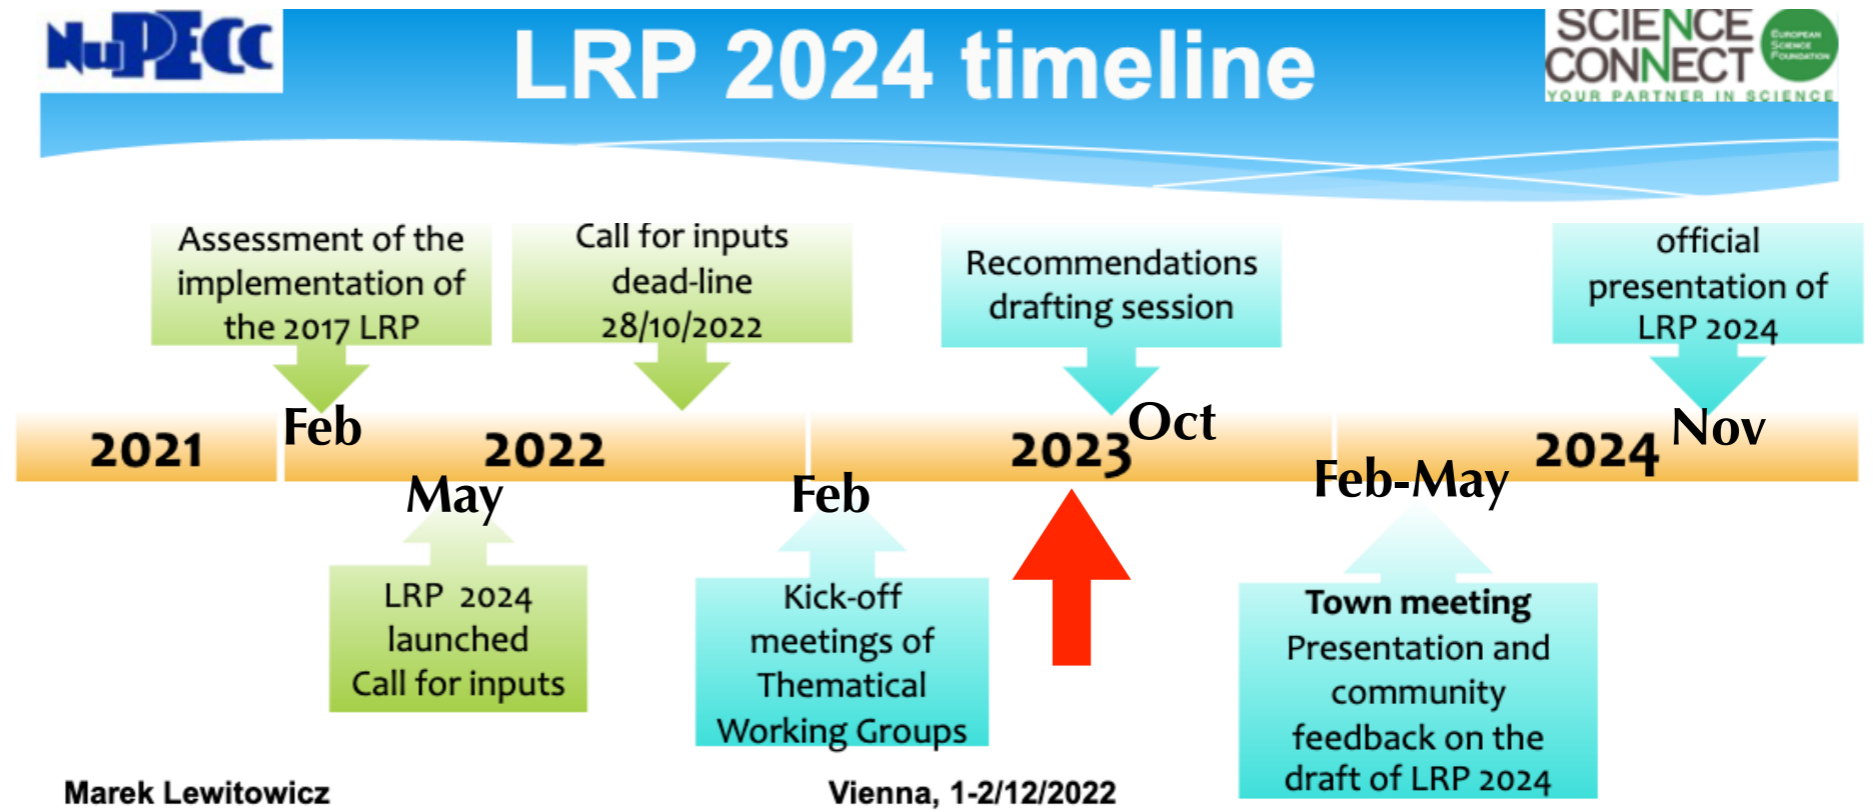 NuPECC
LRP 2024 timeline
SCIENCE
CONNECT
EUROPEAN
SCIENCE
FOUNDATION
YOUR PARTNER IN SCIENCE
Assessment of the
implementation of
the 2017 LRP
Call for inputs
dead-line
28/10/2022
Recommendations
drafting session
official
presentation of
LRP 2024
2021
Feb
2022
2023
Oct
2024
Nov
May
Feb
Feb-May
LRP 2024
launched
Call for inputs
Kick-off
meetings of
Thematical
Working Groups
Town meeting
Presentation and
community
feedback on the
draft of LRP 2024
Marek Lewitowicz
Vienna, 1-2/12/2022